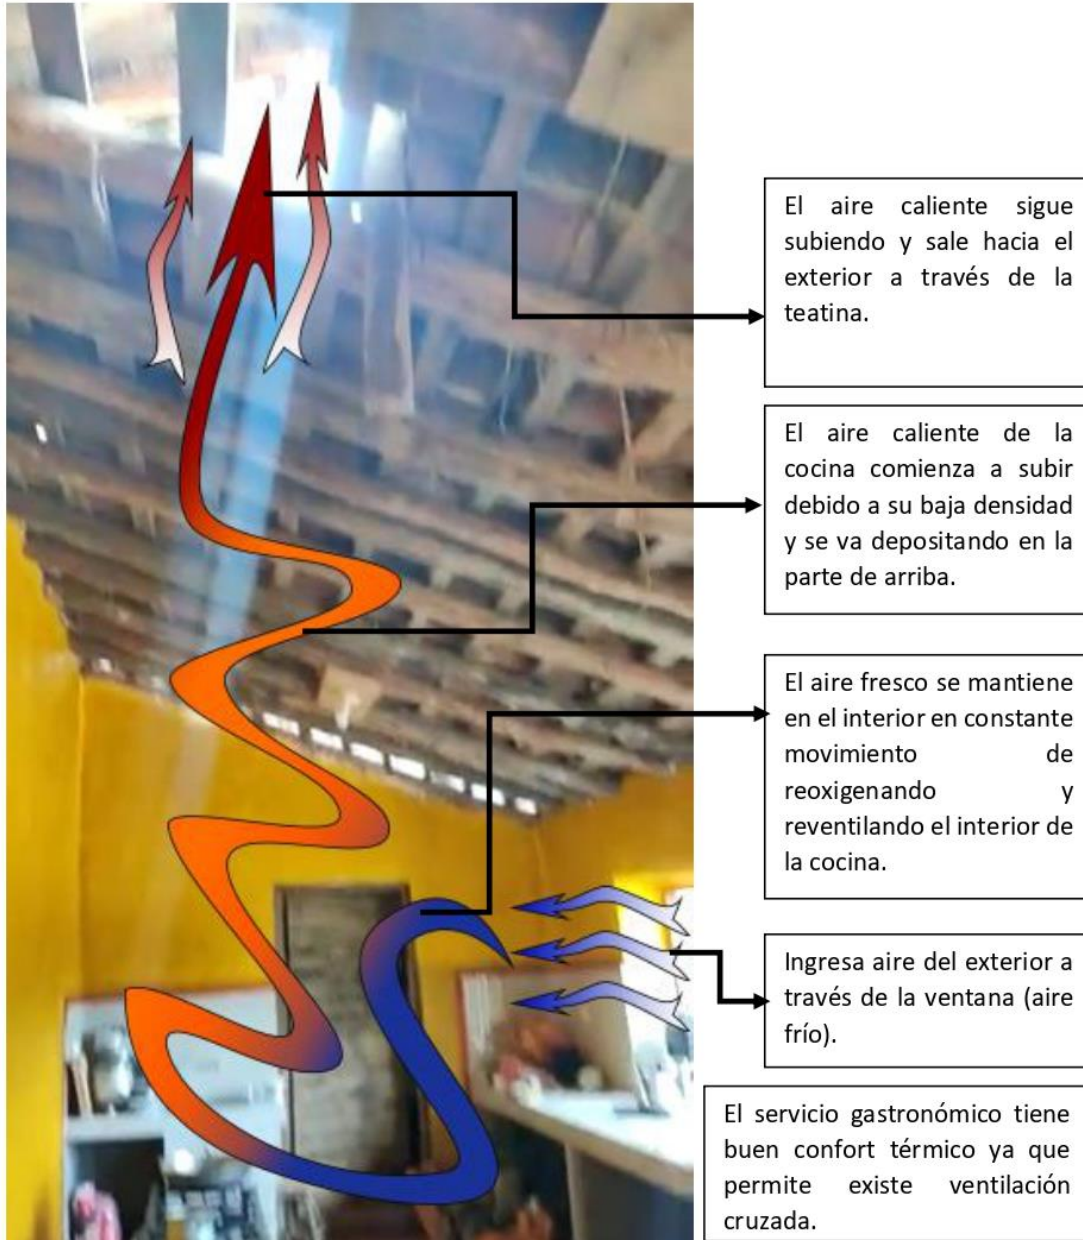 El aire caliente sigue
subiendo y sale hacia el
exterior a través de la
teatina.
El aire caliente de la
cocina comienza a subir
debido a su baja densidad
y se va depositando en la
parte de arriba.
El aire fresco se mantiene
en el interior en constante
movimiento de
reoxigenando y
reventilando el interior de
la cocina.
Ingresa aire del exterior a
través de la ventana (aire
frío).
El servicio gastronómico tiene
buen confort térmico ya que
permite existe ventilación
cruzada.